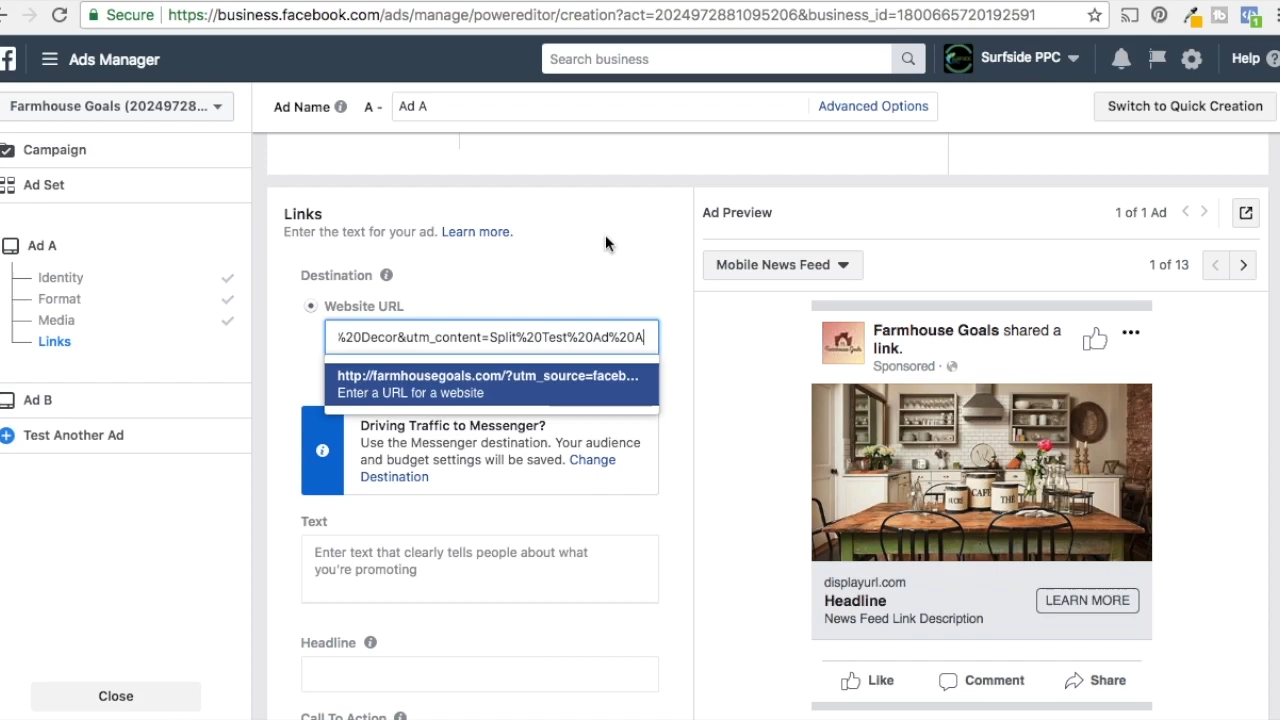 Secure
https://business.facebook.com/ads/manage/powereditor/creation?act=2024972881095206&business_id=1800665720192591
Ads Manager
Search business
Surfside PPC
Help
Farmhouse Goals (20249728...
Ad Name
A -
Ad A
Advanced Options
Switch to Quick Creation
Campaign
Ad Set
Ad A
Identity
Format
Media
Links
Ad B
Test Another Ad
Close
Links
Enter the text for your ad. Learn more.
Destination
Website URL
%20Decor&utm_content=Split%20Test%20Ad%20A
http://farmhousegoals.com/?utm_source=faceb...
Enter a URL for a website
Driving Traffic to Messenger?
Use the Messenger destination. Your audience
and budget settings will be saved. Change
Destination
Text
Enter text that clearly tells people about what
you're promoting
Headline
Call To Action
Ad Preview
1 of 1 Ad
Mobile News Feed
1 of 13
Farmhouse Goals shared a
link.
Sponsored ·
CAFE
THÉ
displayurl.com
Headline
News Feed Link Description
LEARN MORE
Like
Comment
Share